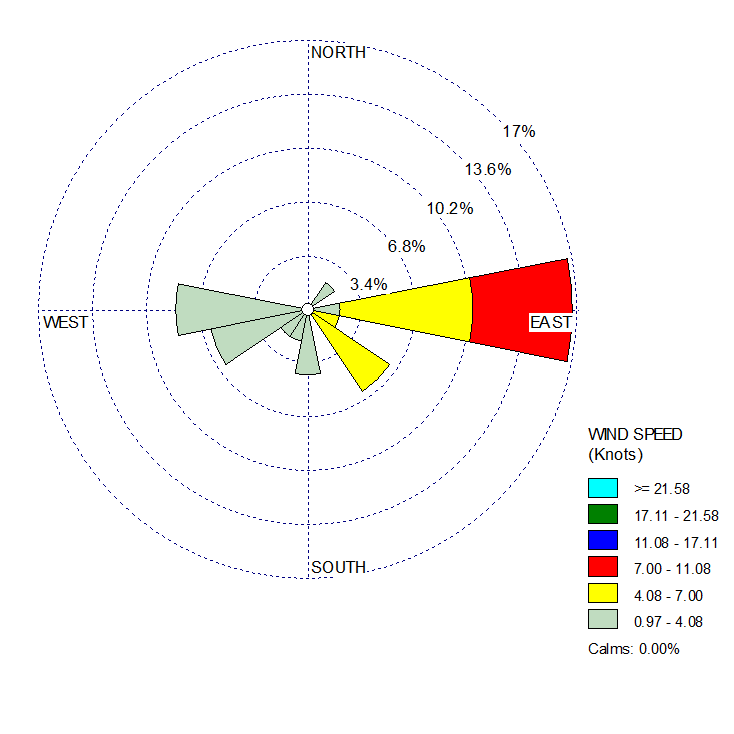 NORTH
17%
13.6%
10.2%
6.8%
3.4%
WEST
EAST
SOUTH
WIND SPEED
(Knots)
>= 21.58
17.11 - 21.58
11.08 - 17.11
7.00 - 11.08
4.08 - 7.00
0.97 - 4.08
Calms: 0.00%